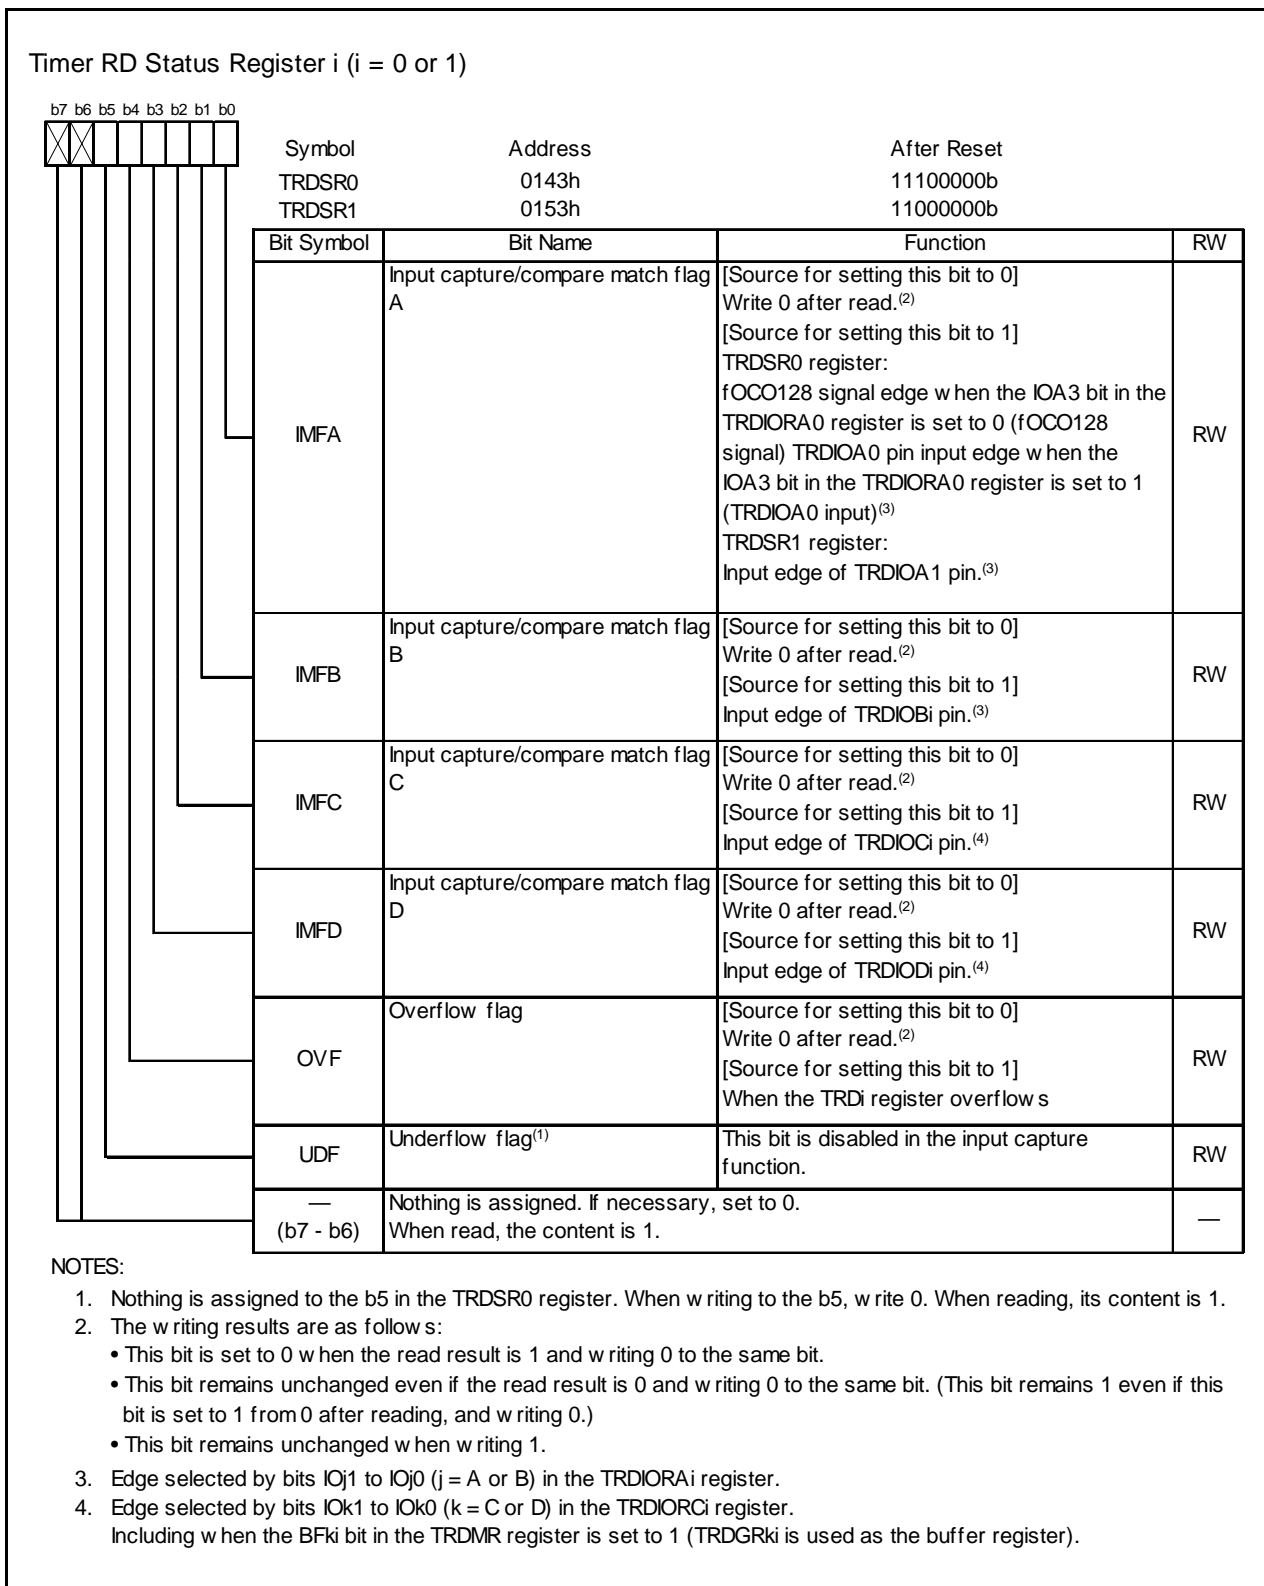 Timer RD Status Register i (i = 0 or 1)
b7 b6 b5 b4 b3 b2 b1 b0
Symbol Address After Reset
TRDSR0 0143h 11100000b
TRDSR1 0153h 11000000b
Bit Symbol Bit Name Function RW
IMFA
Input capture/compare match flag
A
[Source for setting this bit to 0]
Write 0 after read.(2)
[Source for setting this bit to 1]
TRDSR0 register:
fOCO128 signal edge when the IOA3 bit in the
TRDIORA0 register is set to 0 (fOCO128
signal) TRDIOA0 pin input edge when the
IOA3 bit in the TRDIORA0 register is set to 1
(TRDIOA0 input)(3)
TRDSR1 register:
Input edge of TRDIOA1 pin.(3)
RW
IMFB
Input capture/compare match flag
B
[Source for setting this bit to 0]
Write 0 after read.(2)
[Source for setting this bit to 1]
Input edge of TRDIOBi pin.(3)
RW
IMFC
Input capture/compare match flag
C
[Source for setting this bit to 0]
Write 0 after read.(2)
[Source for setting this bit to 1]
Input edge of TRDIOCi pin.(4)
RW
IMFD
Input capture/compare match flag
D
[Source for setting this bit to 0]
Write 0 after read.(2)
[Source for setting this bit to 1]
Input edge of TRDIODi pin.(4)
RW
OVF
Overflow flag
[Source for setting this bit to 0]
Write 0 after read.(2)
[Source for setting this bit to 1]
When the TRDi register overflows
RW
UDF
Underflow flag(1)
This bit is disabled in the input capture
function.
RW
—
(b7 - b6)
Nothing is assigned. If necessary, set to 0.
When read, the content is 1.
—
NOTES:
1. Nothing is assigned to the b5 in the TRDSR0 register. When writing to the b5, write 0. When reading, its content is 1.
2. The writing results are as follows:
• This bit is set to 0 when the read result is 1 and writing 0 to the same bit.
• This bit remains unchanged even if the read result is 0 and writing 0 to the same bit. (This bit remains 1 even if this
bit is set to 1 from 0 after reading, and writing 0.)
• This bit remains unchanged when writing 1.
3. Edge selected by bits IOj1 to IOj0 (j = A or B) in the TRDIORAi register.
4. Edge selected by bits IOk1 to IOk0 (k = C or D) in the TRDIORCi register.
Including when the BFki bit in the TRDMR register is set to 1 (TRDGRki is used as the buffer register).